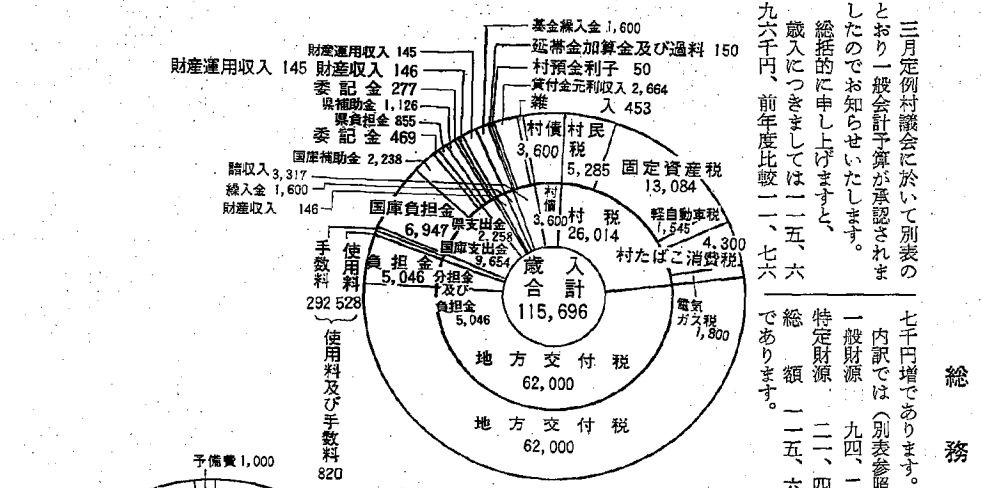 三月定例村議会に於いて別表の
とおり一般会計予算が承認されま
したのでお知らせいたします。
総括的に申し上げますと、
歳入につきましては一一五、六
九六千円、前年度比較一一、七六
総務
七千円増であります。
内訳では(別表参照
一般財源 九四、一
特定財源 二一、四
総額 一一五、六
であります。
基金繰入金 1,600
延帯金加算金及び過料 150
村預金利子 50
貸付金元利収入 2,664
雑入 453
財産運用収入 145
財産運用収入 145 財産収入 146
委記金 277
県補助金 1,126
県負担金 855
委記金 469
国庫補助金 2,238
諸収入 3,317
繰入金 1,600
財産収入 146
国庫負担金
6,947
県支出金
2,258
国庫支出金
9,654
負担金
5,046
分担金
及び
負担金
5,046
手数料
292
使用料
528
使用料及び手数料
820
村債
3,600
村民税
5,285
固定資産税
13,084
軽自動車税
1,545
4,300
村たばこ消費税
電気
ガス税
1,800
村債
3,600
村税
26,014
歳入
合計
115,696
地方交付税
62,000
地方交付税
62,000
予備費 1,000